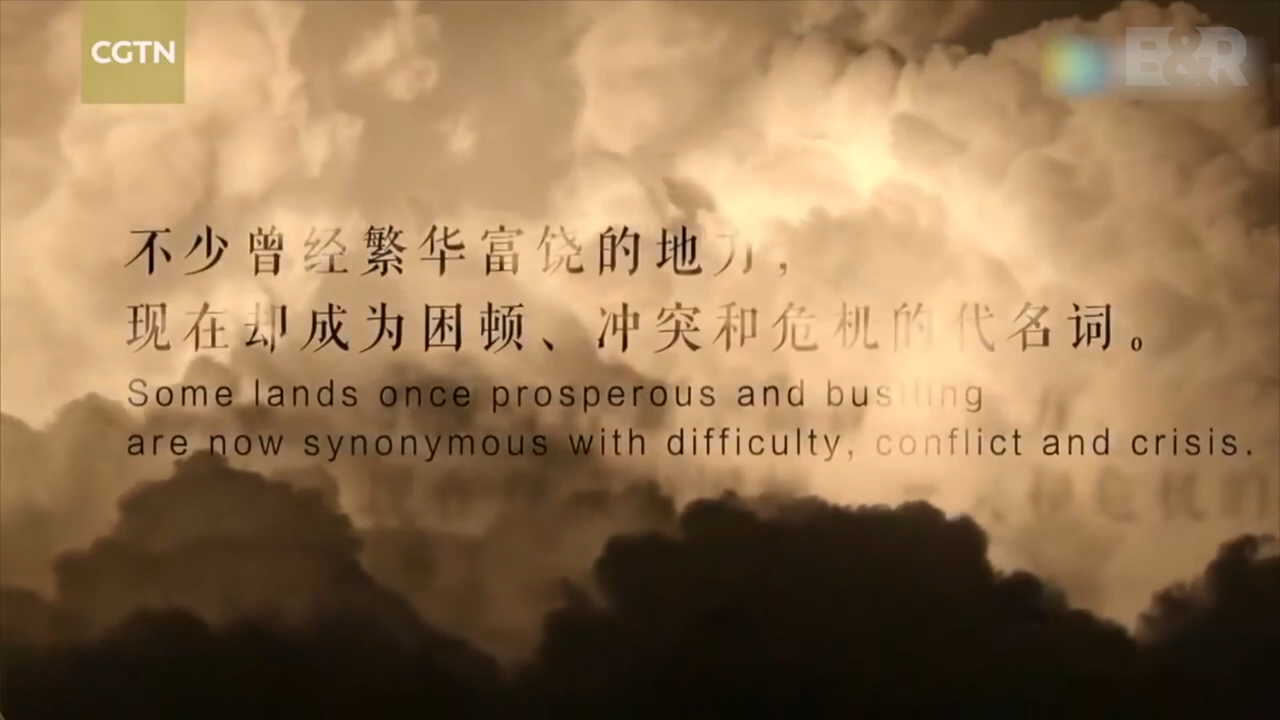 CGTN
B&R
不少曾经繁华富饶的地方，
现在却成为困顿、冲突和危机的代名词。
Some lands once prosperous and bustling
are now synonymous with difficulty, conflict and crisis.